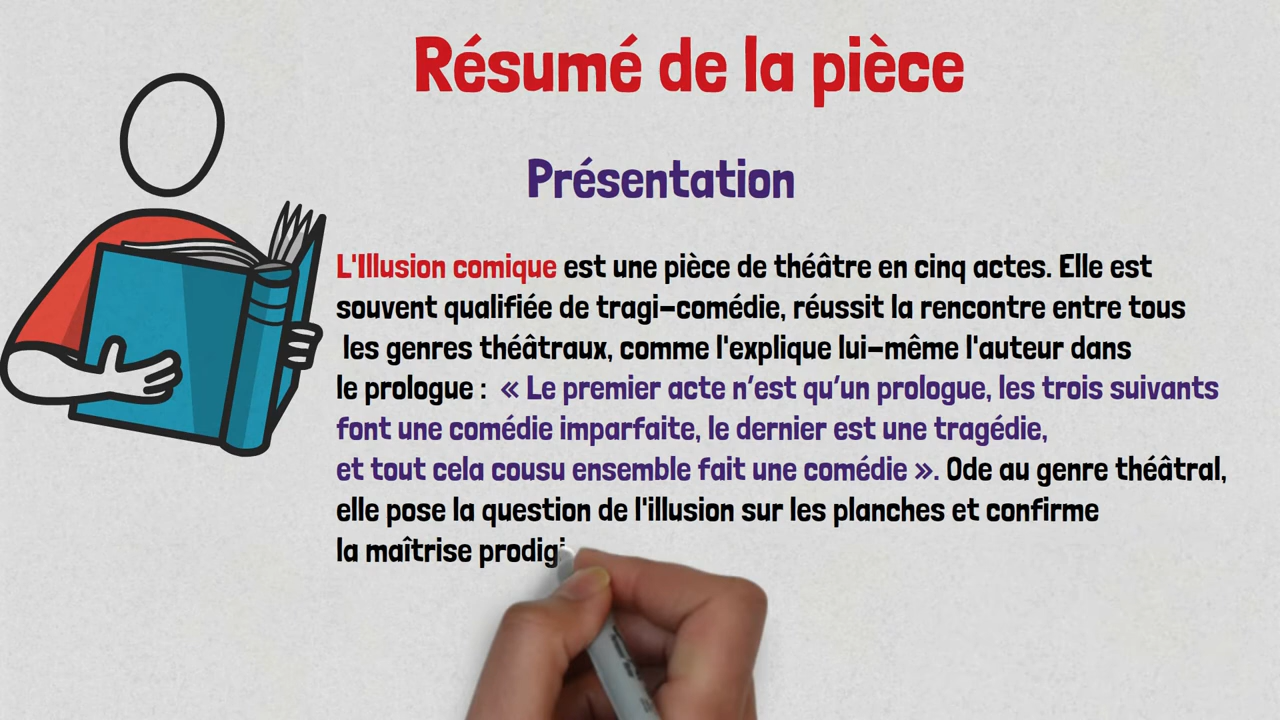 Résumé de la pièce
Présentation
L'Illusion comique est une pièce de théâtre en cinq actes. Elle est
souvent qualifiée de tragi-comédie, réussit la rencontre entre tous
les genres théâtraux, comme l'explique lui-même l'auteur dans
le prologue : « Le premier acte n’est qu’un prologue, les trois suivants
font une comédie imparfaite, le dernier est une tragédie,
et tout cela cousu ensemble fait une comédie ». Ode au genre théâtral,
elle pose la question de l'illusion sur les planches et confirme
la maîtrise prodigi